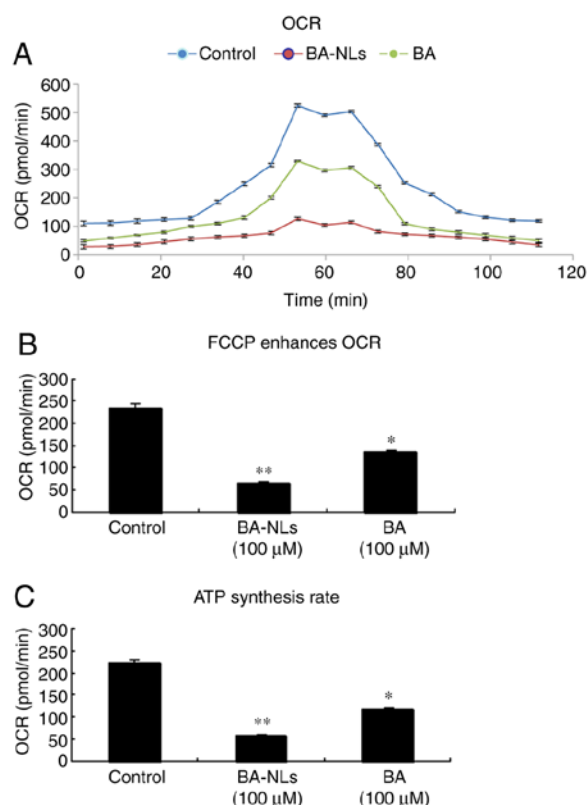 OCR
A
Control BA-NLs BA
600
500
400
300
200
100
0
OCR (pmol/min)
0 20 40 60 80 100 120
Time (min)
B
FCCP enhances OCR
300
250
200
150
100
50
0
OCR (pmol/min)
**
*
Control BA-NLs BA
(100 µM) (100 µM)
C
ATP synthesis rate
300
250
200
150
100
50
0
OCR (pmol/min)
**
*
Control BA-NLs BA
(100 µM) (100 µM)